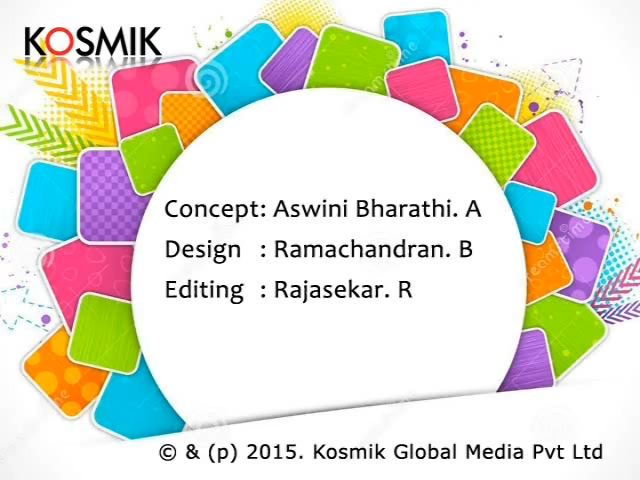 KOSMIK
Concept: Aswini Bharathi. A
Design : Ramachandran. B
Editing : Rajasekar. R
© & (p) 2015. Kosmik Global Media Pvt Ltd